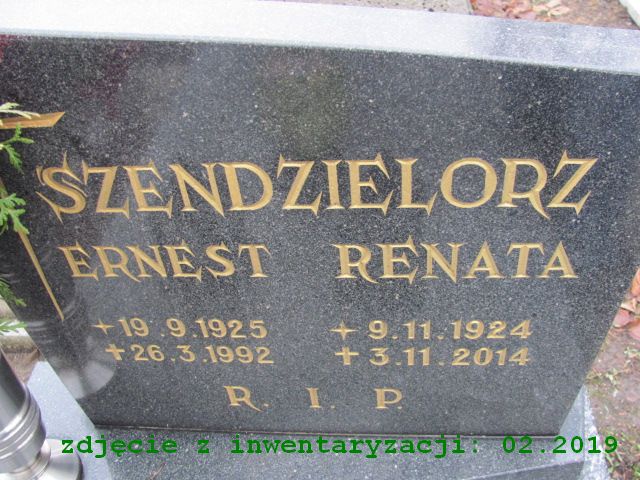 SZENDZIELORZ
ERNEST RENATA
+19.9.1925 +9.11.1924
+26.3.1992 +3.11.2014
R. I. P.
zdjęcie z inwentaryzacji: 02.2019